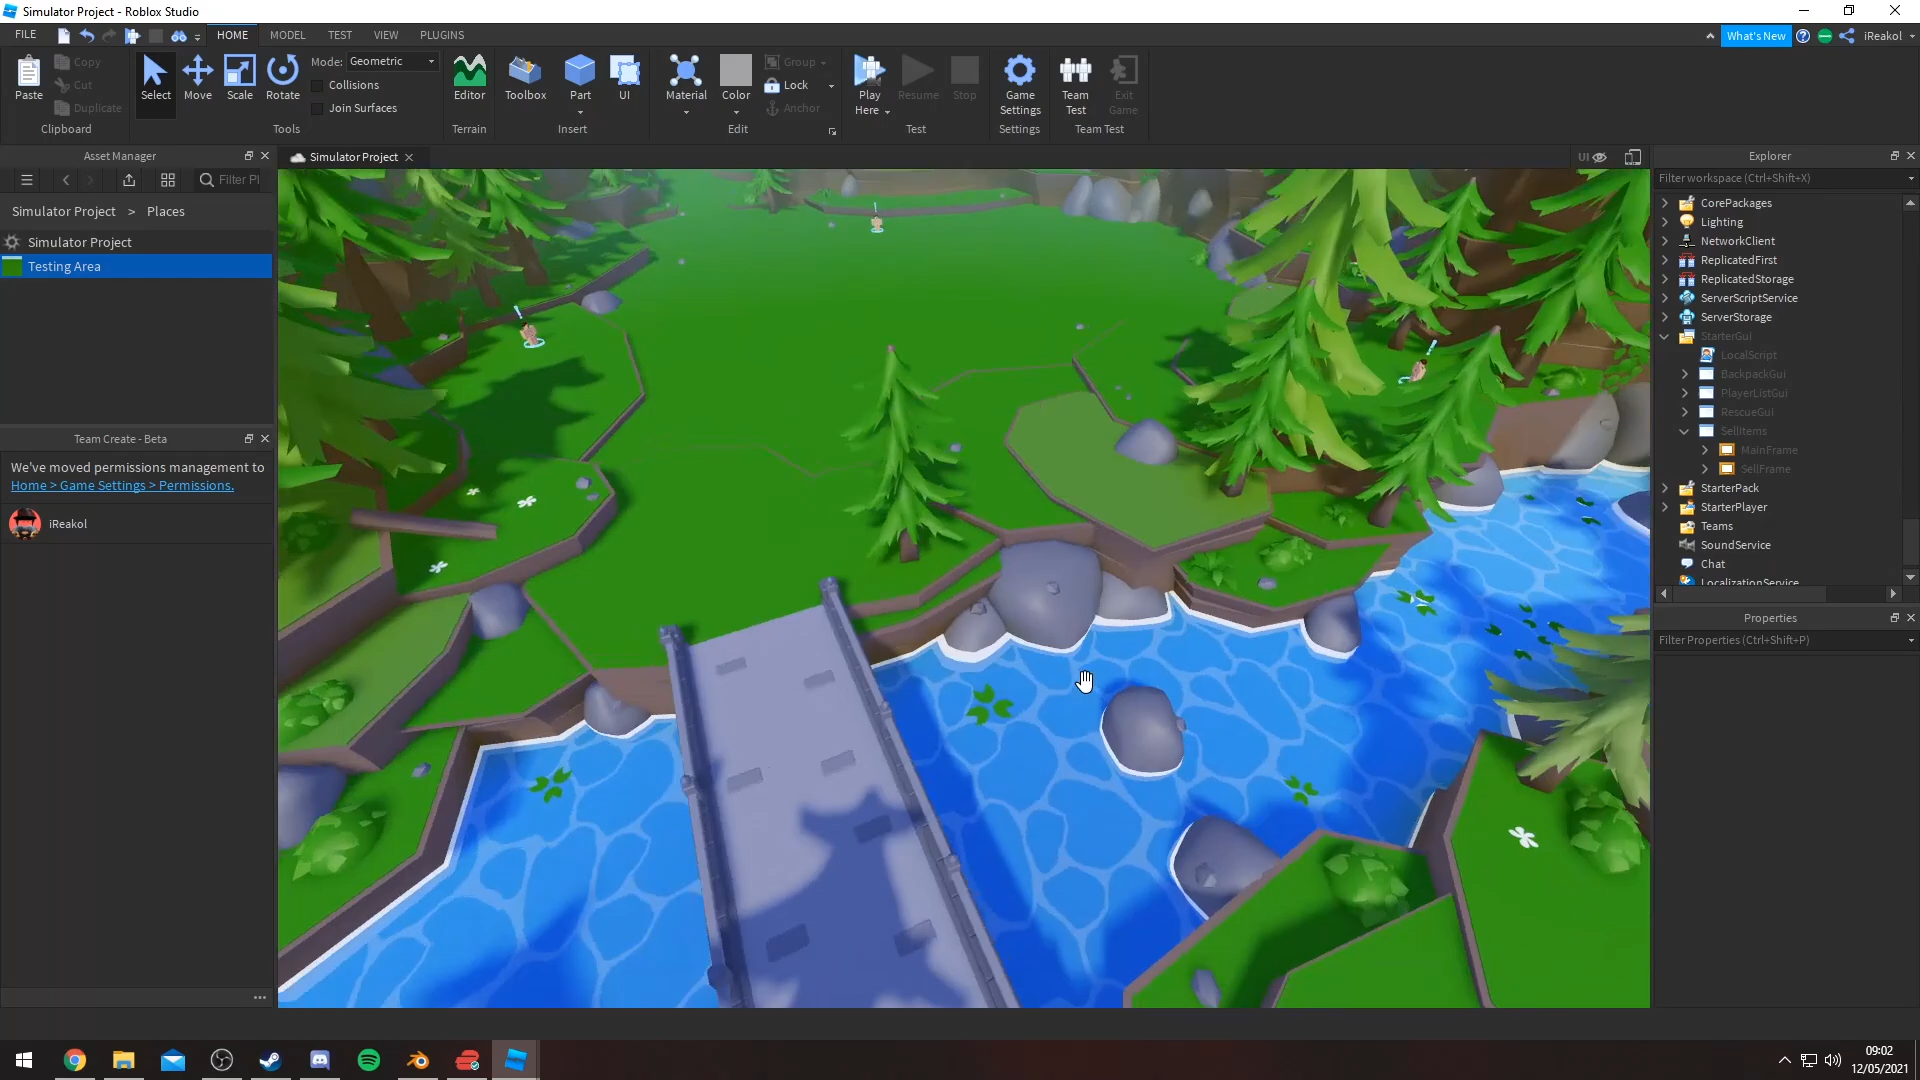 Simulator Project - Roblox Studio
FILE
HOME
MODEL
TEST
VIEW
PLUGINS
What's New
iReakol
Paste
Copy
Cut
Duplicate
Clipboard
Select
Move
Scale
Rotate
Mode:
Geometric
Collisions
Join Surfaces
Tools
Editor
Terrain
Toolbox
Part
UI
Insert
Material
Color
Group
Lock
Anchor
Edit
Play
Here
Resume
Stop
Test
Game
Settings
Settings
Team
Test
Exit
Game
Team Test
Asset Manager
Filter Pl
Simulator Project > Places
Simulator Project
Testing Area
Team Create - Beta
We've moved permissions management to
Home > Game Settings > Permissions.
iReakol
Simulator Project
UI
Explorer
Filter workspace (Ctrl+Shift+X)
CorePackages
Lighting
NetworkClient
ReplicatedFirst
ReplicatedStorage
ServerScriptService
ServerStorage
StarterGui
LocalScript
BackpackGui
PlayerListGui
RescueGui
SellItems
MainFrame
SellFrame
StarterPack
StarterPlayer
Teams
SoundService
Chat
LocalizationService
Properties
Filter Properties (Ctrl+Shift+P)
09:02
12/05/2021